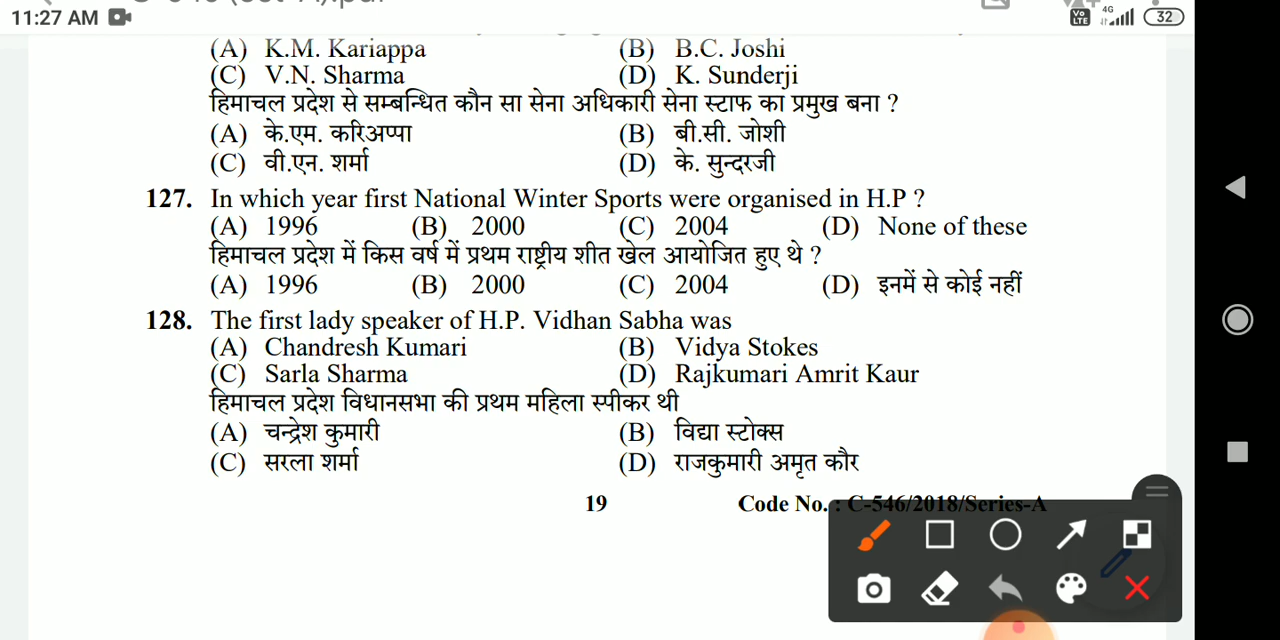 11:27 AM
4G
Vo LTE
32
(A) K.M. Kariappa (B) B.C. Joshi
(C) V.N. Sharma (D) K. Sunderji
हिमाचल प्रदेश से सम्बन्धित कौन सा सेना अधिकारी सेना स्टाफ का प्रमुख बना ?
(A) के.एम. करिअप्पा (B) बी.सी. जोशी
(C) वी.एन. शर्मा (D) के. सुन्दरजी
127. In which year first National Winter Sports were organised in H.P ?
(A) 1996 (B) 2000 (C) 2004 (D) None of these
हिमाचल प्रदेश में किस वर्ष में प्रथम राष्ट्रीय शीत खेल आयोजित हुए थे ?
(A) 1996 (B) 2000 (C) 2004 (D) इनमें से कोई नहीं
128. The first lady speaker of H.P. Vidhan Sabha was
(A) Chandresh Kumari (B) Vidya Stokes
(C) Sarla Sharma (D) Rajkumari Amrit Kaur
हिमाचल प्रदेश विधानसभा की प्रथम महिला स्पीकर थी
(A) चन्द्रेश कुमारी (B) विद्या स्टोक्स
(C) सरला शर्मा (D) राजकुमारी अमृत कौर
19 Code No. : C-546/2018/Series-A